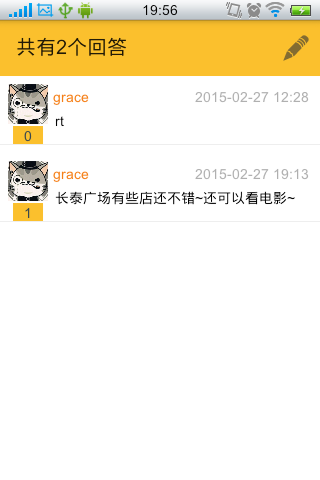 19:56
共有2个回答
grace 2015-02-27 12:28
rt
0
grace 2015-02-27 19:13
长泰广场有些店还不错~还可以看电影~
1